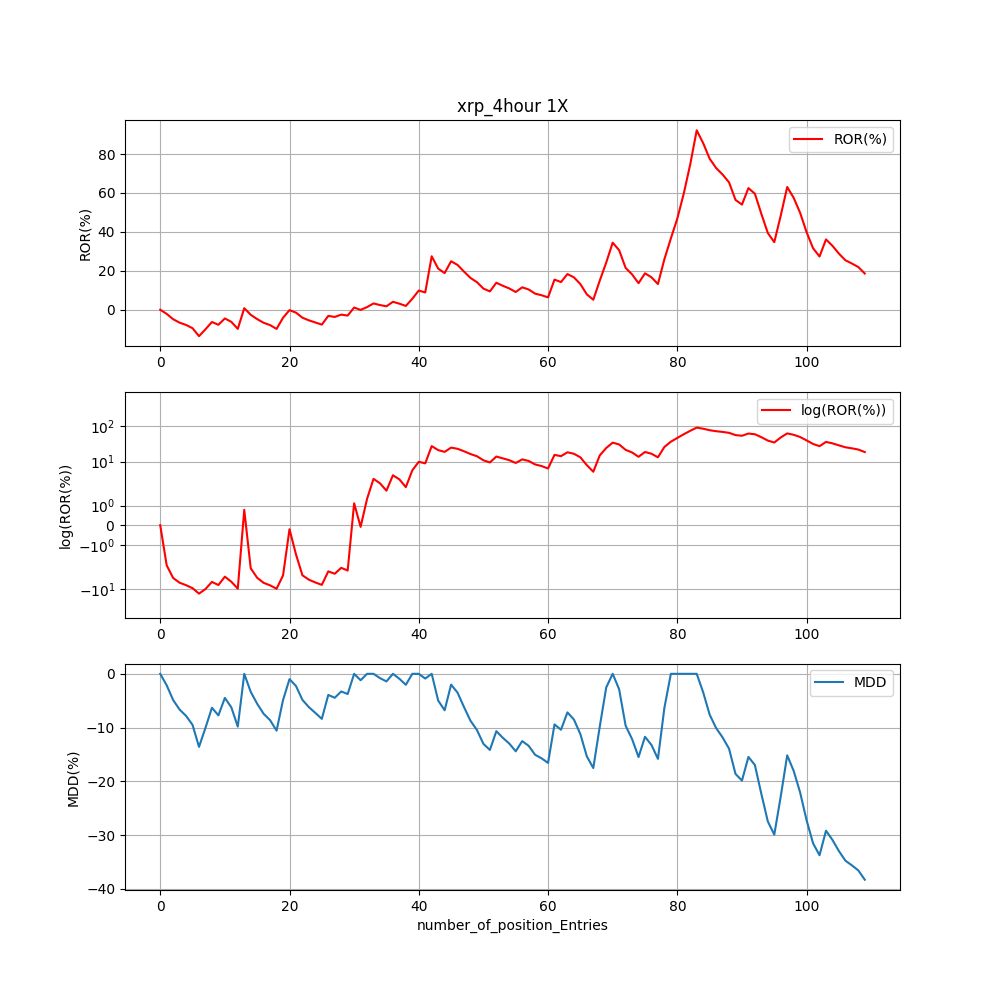 xrp_4hour 1X
ROR(%)
80
60
40
20
0
ROR(%)
0 20 40 60 80 100
log(ROR(%))
10²
10¹
10⁰
0
−10⁰
−10¹
log(ROR(%))
0 20 40 60 80 100
MDD(%)
0
−10
−20
−30
−40
MDD
0 20 40 60 80 100
number_of_position_Entries